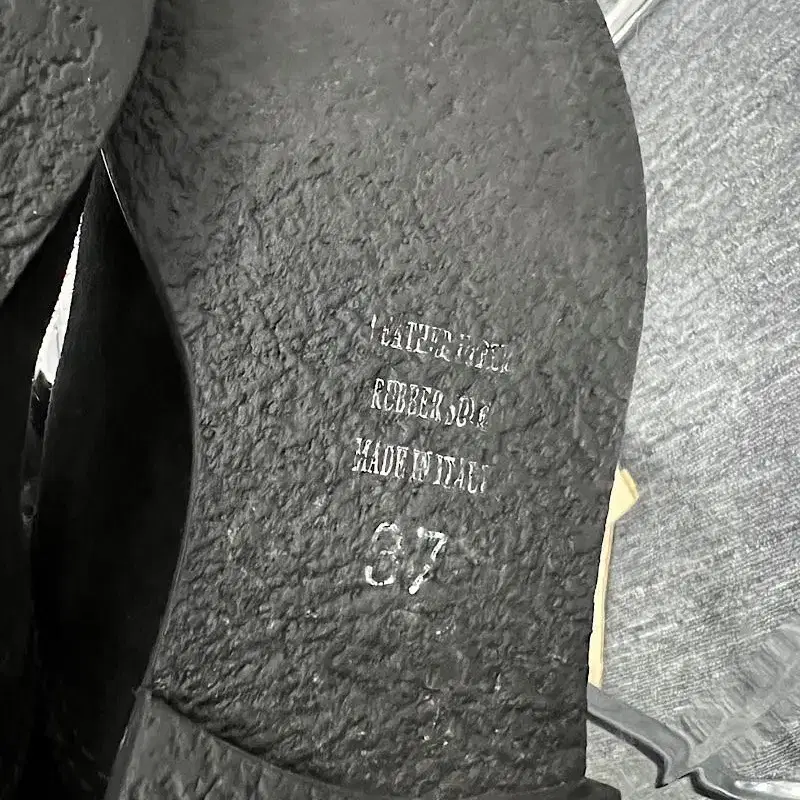 LEATHER UPPER
RUBBER SOLE
MADE IN ITALY
37